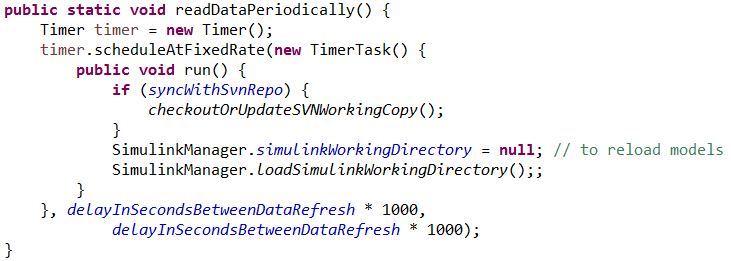 public static void readDataPeriodically() {
    Timer timer = new Timer();
    timer.scheduleAtFixedRate(new TimerTask() {
        public void run() {
            if (syncWithSvnRepo) {
                checkoutOrUpdateSVNWorkingCopy();
            }
            SimulinkManager.simulinkWorkingDirectory = null; // to reload models
            SimulinkManager.loadSimulinkWorkingDirectory();;
        }
    }, delayInSecondsBetweenDataRefresh * 1000,
            delayInSecondsBetweenDataRefresh * 1000);
}